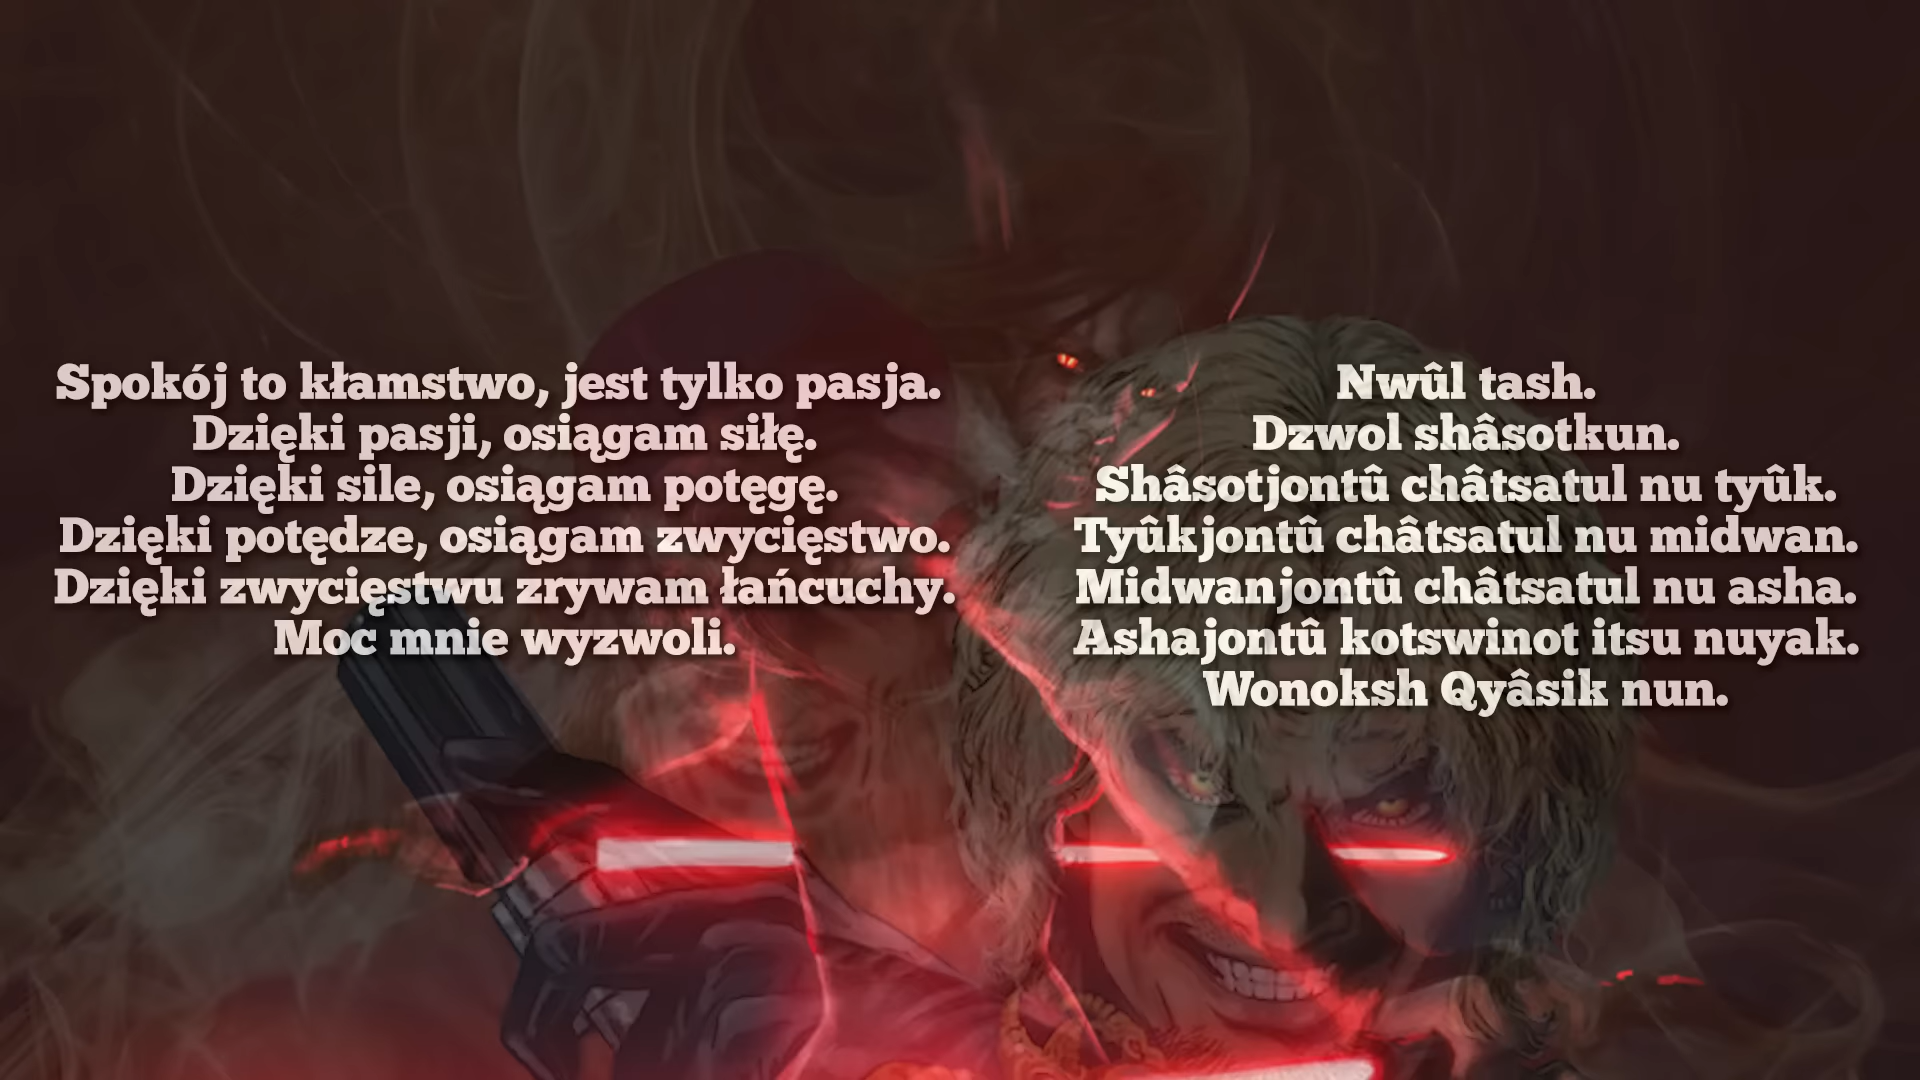 Spokój to kłamstwo, jest tylko pasja.
Dzięki pasji, osiągam siłę.
Dzięki sile, osiągam potęgę.
Dzięki potędze, osiągam zwycięstwo.
Dzięki zwycięstwu zrywam łańcuchy.
Moc mnie wyzwoli.
Nwûl tash.
Dzwol shâsotkun.
Shâsotjontû châtsatul nu tyûk.
Tyûkjontû châtsatul nu midwan.
Midwanjontû châtsatul nu asha.
Ashajontû kotswinot itsu nuyak.
Wonoksh Qyâsik nun.